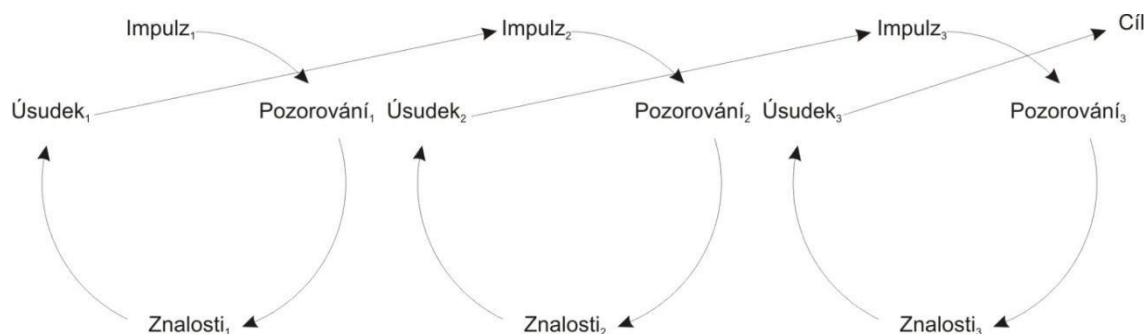 Impulz₁
Impulz₂
Impulz₃
Cíl
Úsudek₁
Pozorování₁
Úsudek₂
Pozorování₂
Úsudek₃
Pozorování₃
Znalosti₁
Znalosti₂
Znalosti₃